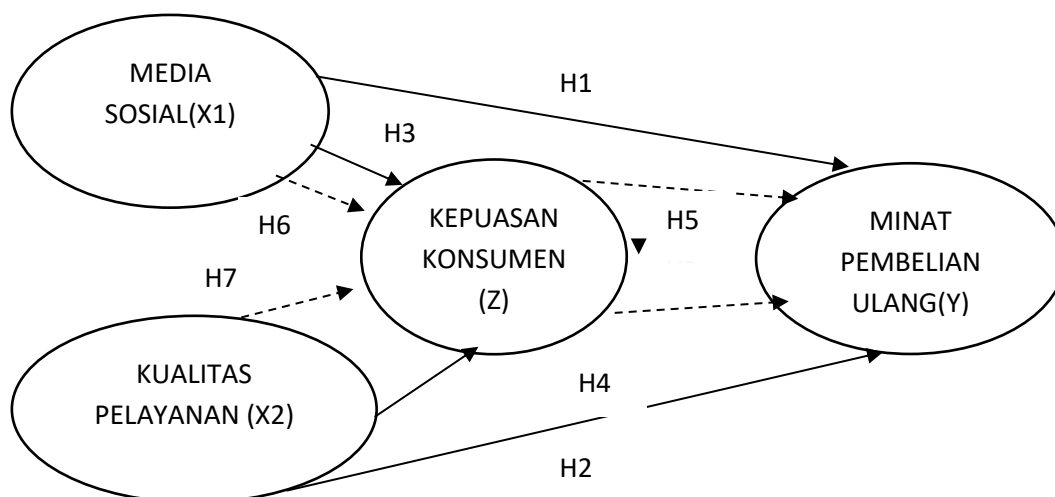 MEDIA
SOSIAL(X1)
H1
H3
H6
KEPUASAN
KONSUMEN
(Z)
H5
MINAT
PEMBELIAN
ULANG(Y)
H7
KUALITAS
PELAYANAN (X2)
H4
H2